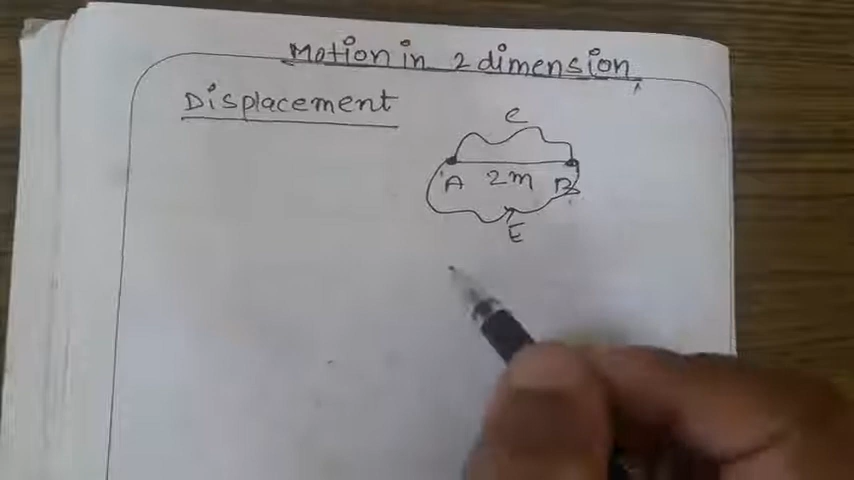 Motion in 2 dimension
Displacement
C
A 2m B
E